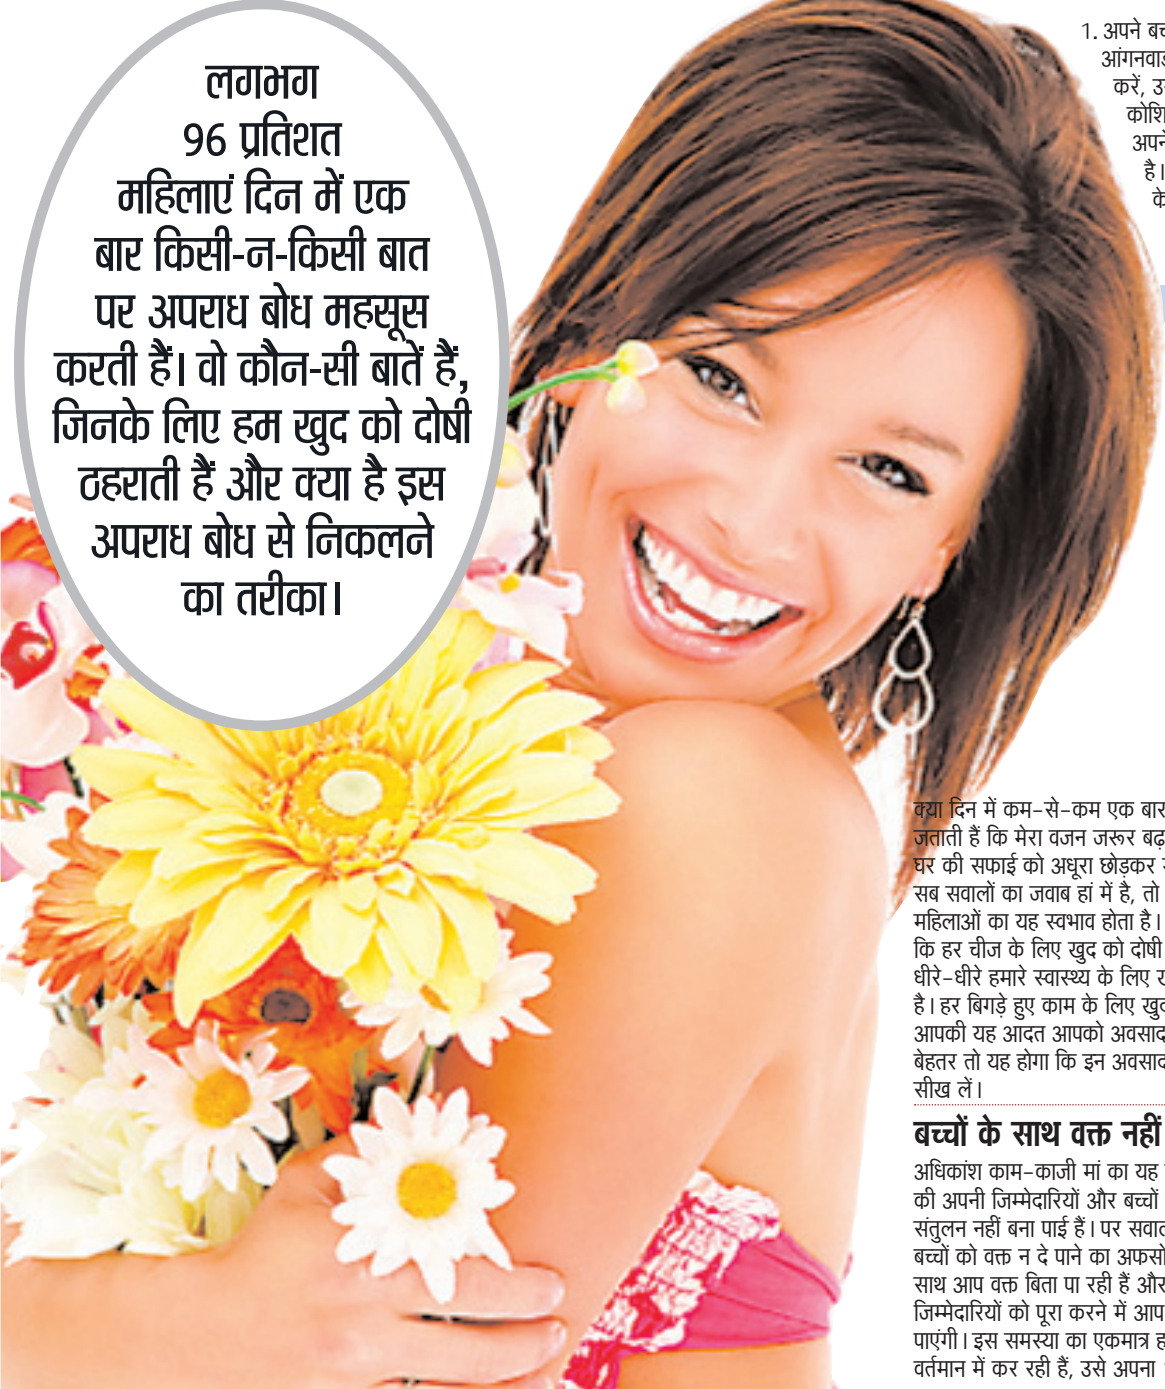 लगभग
96 प्रतिशत
महिलाएं दिन में एक
बार किसी-न-किसी बात
पर अपराध बोध महसूस
करती हैं। वो कौन-सी बातें हैं,
जिनके लिए हम खुद को दोषी
ठहराती हैं और क्या है इस
अपराध बोध से निकलने
का तरीका।
1. अपने
करें,
अपने
है।
के
क्या दिन में कम-से-कम एक बार
जताती हैं कि मेरा वजन जरूर बढ़
घर की सफाई को अधूरा छोड़कर
सब सवालों का जवाब हां में है, तो
महिलाओं का यह स्वभाव होता है।
कि हर चीज के लिए खुद को दोषी
धीरे-धीरे हमारे स्वास्थ्य के लिए
है। हर बिगड़े हुए काम के लिए
आपकी यह आदत आपको अवसाद
बेहतर तो यह होगा कि इन अवसाद
सीख लें।
बच्चों के साथ वक्त नहीं
अधिकांश काम-काजी मां का यह
की अपनी जिम्मेदारियों और बच्चों
संतुलन नहीं बना पाई हैं। पर
बच्चों को वक्त न दे पाने का
साथ आप वक्त बिता पा रही हैं और
जिम्मेदारियों को पूरा करने में आप
पाएंगी। इस समस्या का एकमात्र
वर्तमान में कर रही हैं, उसे अपना